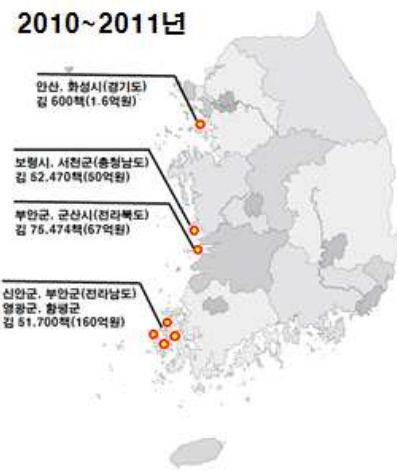 2010~2011년
안산. 화성시(경기도)
김 600책(1.6억원)
보령시. 서천군(충청남도)
김 52.470책(50억원)
부안군. 군산시(전라북도)
김 75.474책(67억원)
신안군. 부안군(전라남도)
영광군. 함평군
김 51.700책(160억원)